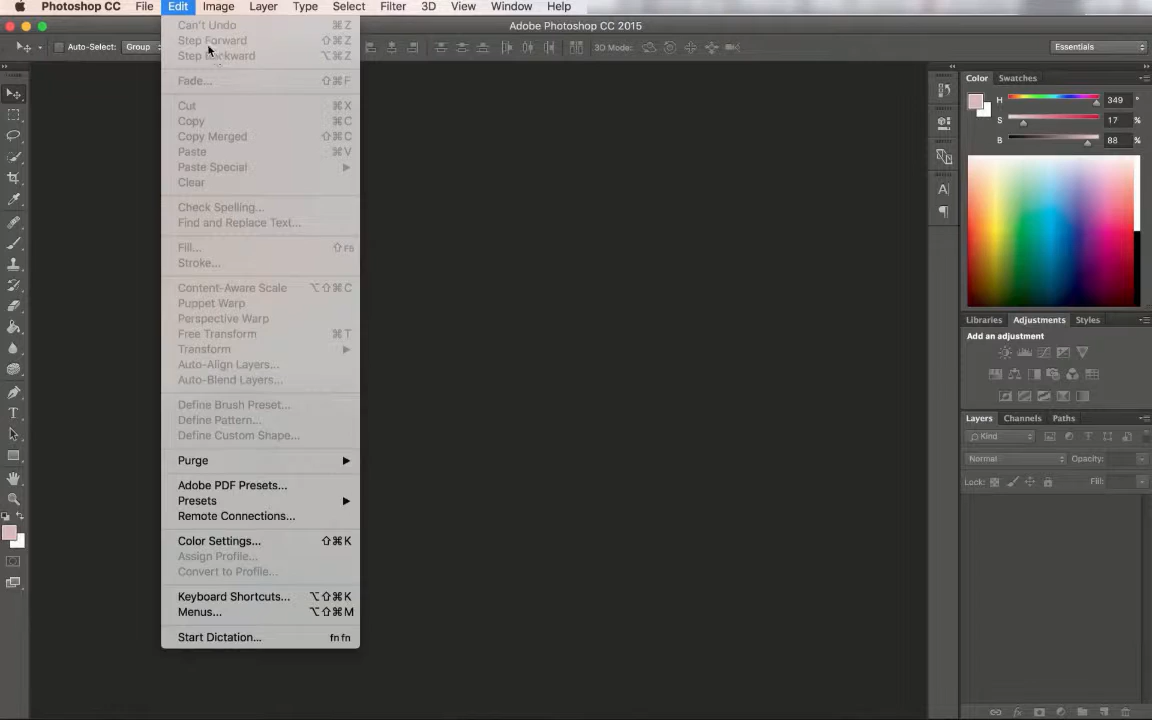 Photoshop CC File Edit Image Layer Type Select Filter 3D View Window Help
Adobe Photoshop CC 2015
Auto-Select: Group 3D Mode: Essentials
Can't Undo ⌘Z
Step Forward ⇧⌘Z
Step Backward ⌥⌘Z
Fade... ⇧⌘F
Cut ⌘X
Copy ⌘C
Copy Merged ⇧⌘C
Paste ⌘V
Paste Special
Clear
Check Spelling...
Find and Replace Text...
Fill... ⇧F5
Stroke...
Content-Aware Scale ⌥⇧⌘C
Puppet Warp
Perspective Warp
Free Transform ⌘T
Transform
Auto-Align Layers...
Auto-Blend Layers...
Define Brush Preset...
Define Pattern...
Define Custom Shape...
Purge
Adobe PDF Presets...
Presets
Remote Connections...
Color Settings... ⇧⌘K
Assign Profile...
Convert to Profile...
Keyboard Shortcuts... ⌥⇧⌘K
Menus... ⌥⇧⌘M
Start Dictation... fn fn
Color Swatches
H 349 °
S 17 %
B 88 %
Libraries Adjustments Styles
Add an adjustment
Layers Channels Paths
Kind
Normal Opacity:
Lock: Fill: